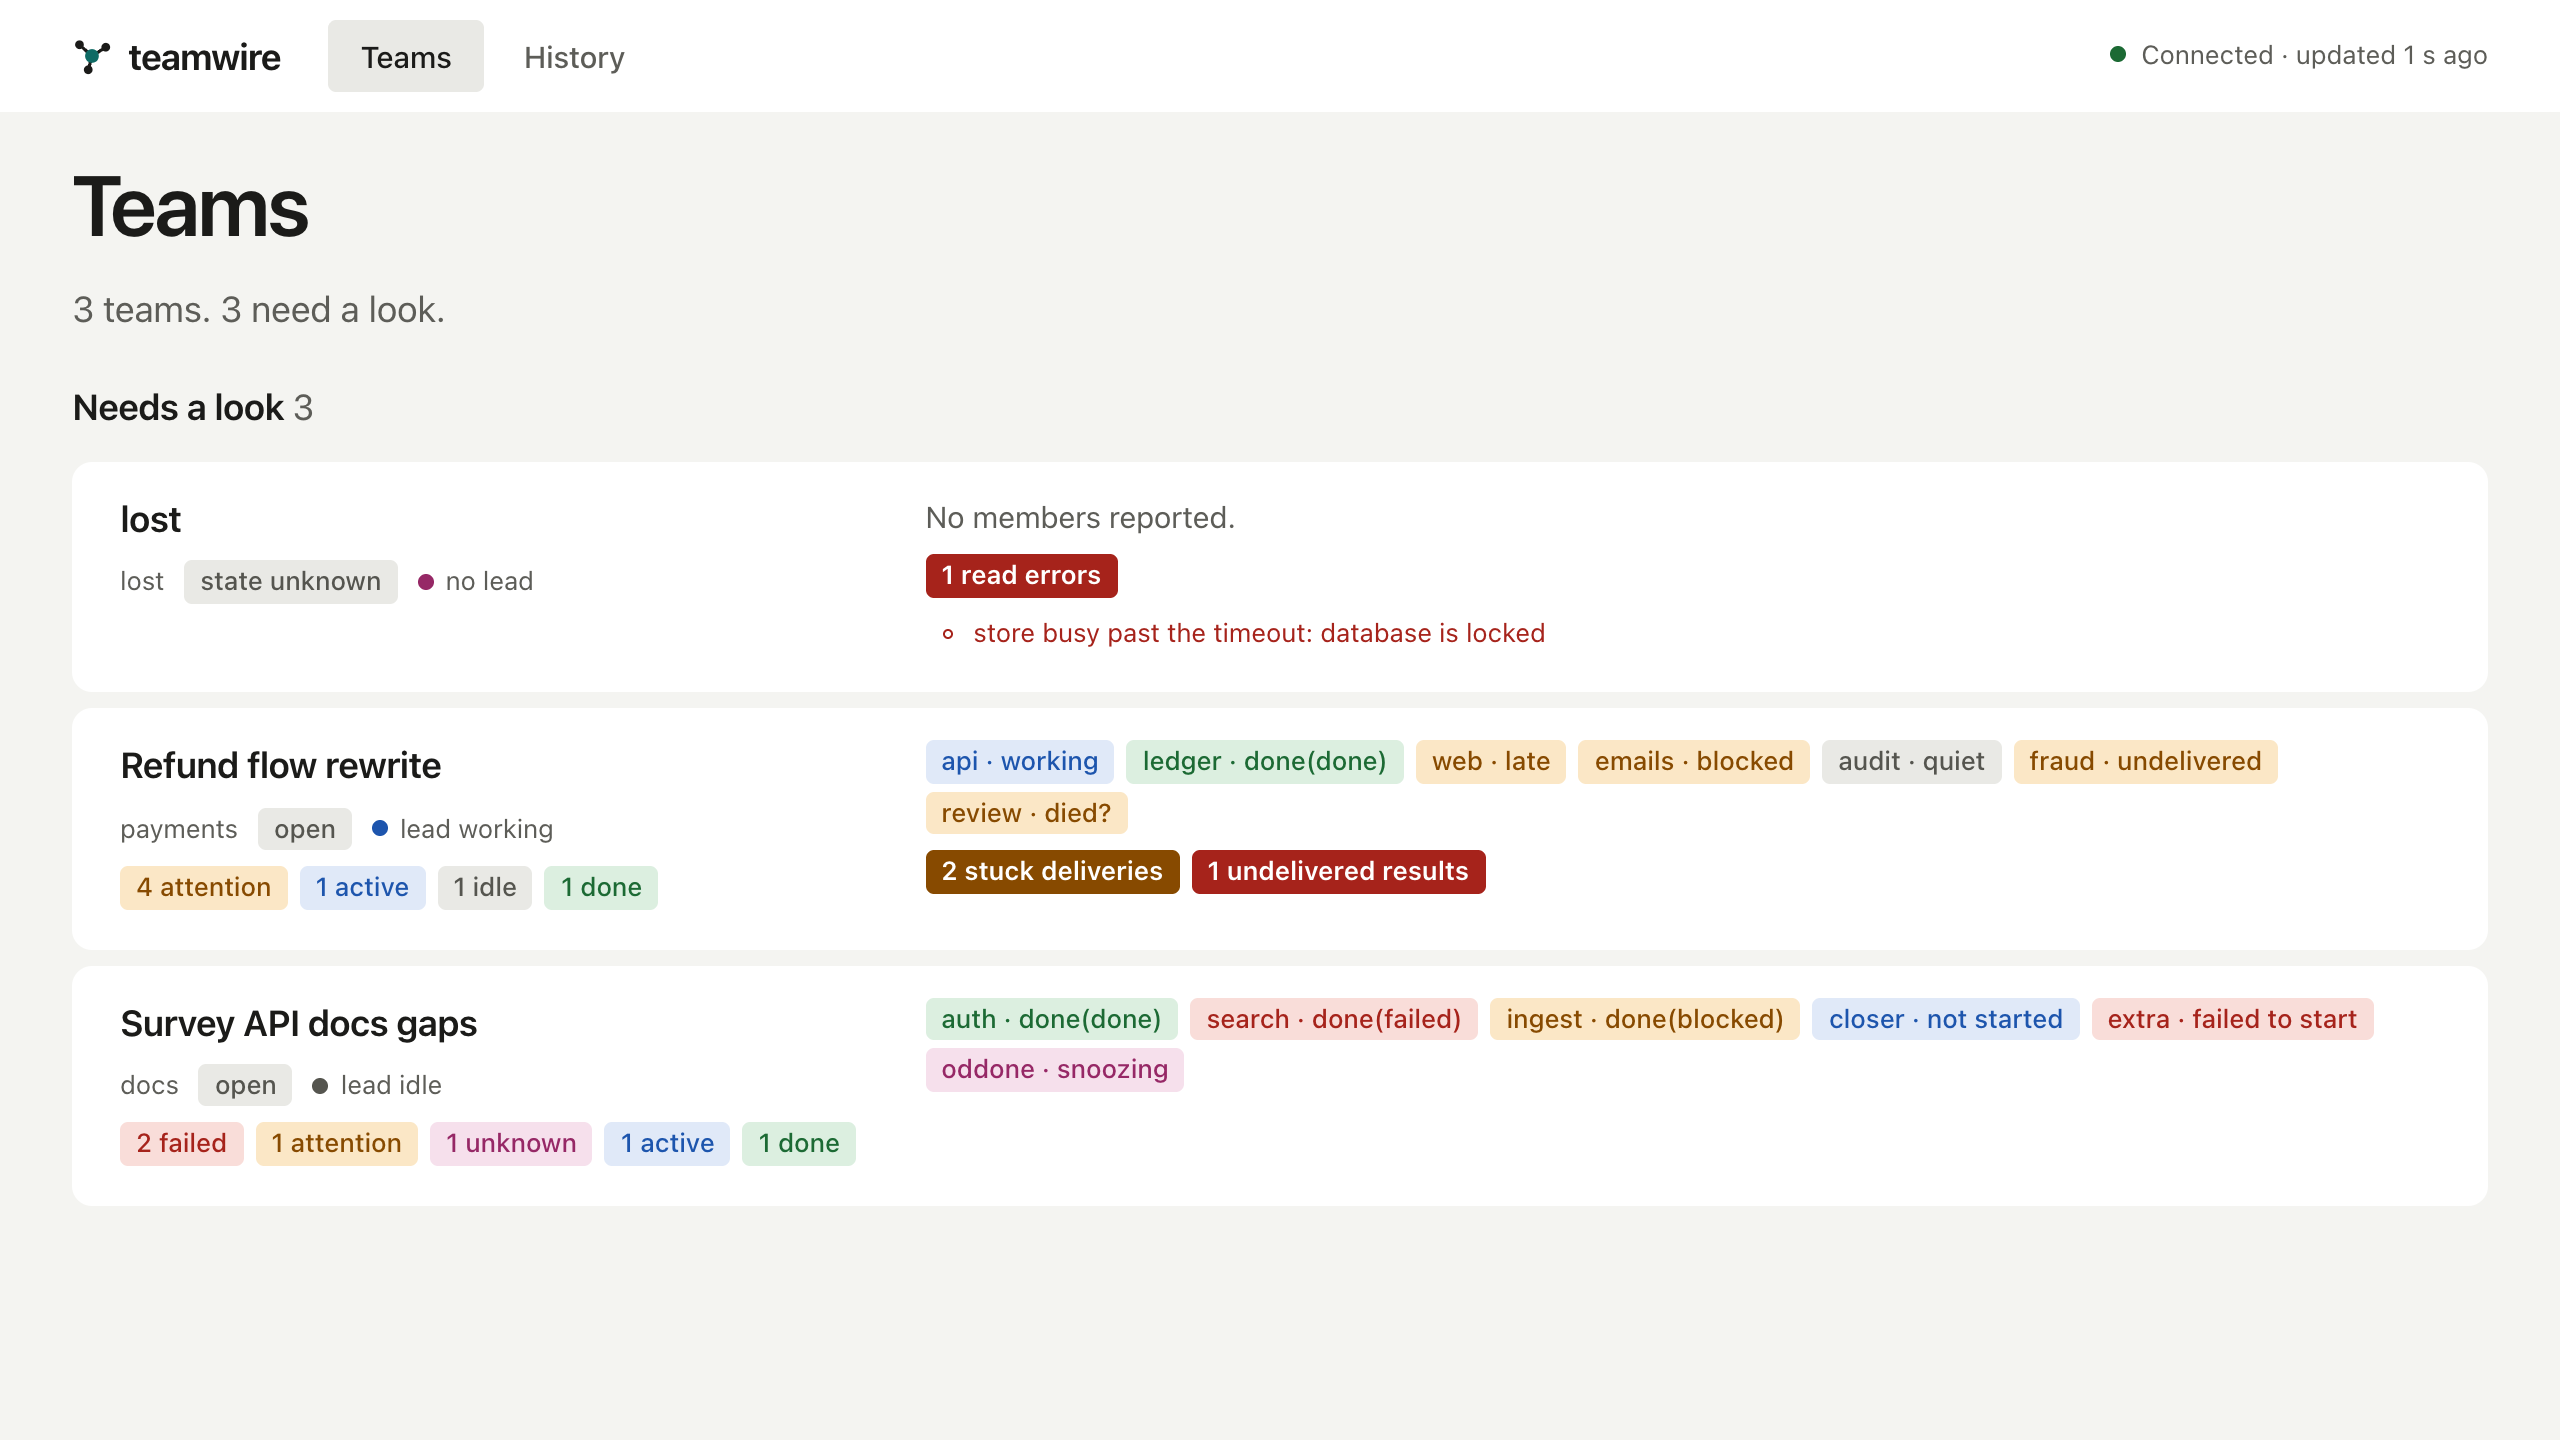 teamwire Teams History Connected · updated 1 s ago
Teams
3 teams. 3 need a look.
Needs a look 3
lost
lost state unknown no lead
No members reported.
1 read errors
store busy past the timeout: database is locked
Refund flow rewrite
payments open lead working
4 attention 1 active 1 idle 1 done
api · working ledger · done(done) web · late emails · blocked audit · quiet fraud · undelivered
review · died?
2 stuck deliveries 1 undelivered results
Survey API docs gaps
docs open lead idle
2 failed 1 attention 1 unknown 1 active 1 done
auth · done(done) search · done(failed) ingest · done(blocked) closer · not started extra · failed to start
oddone · snoozing